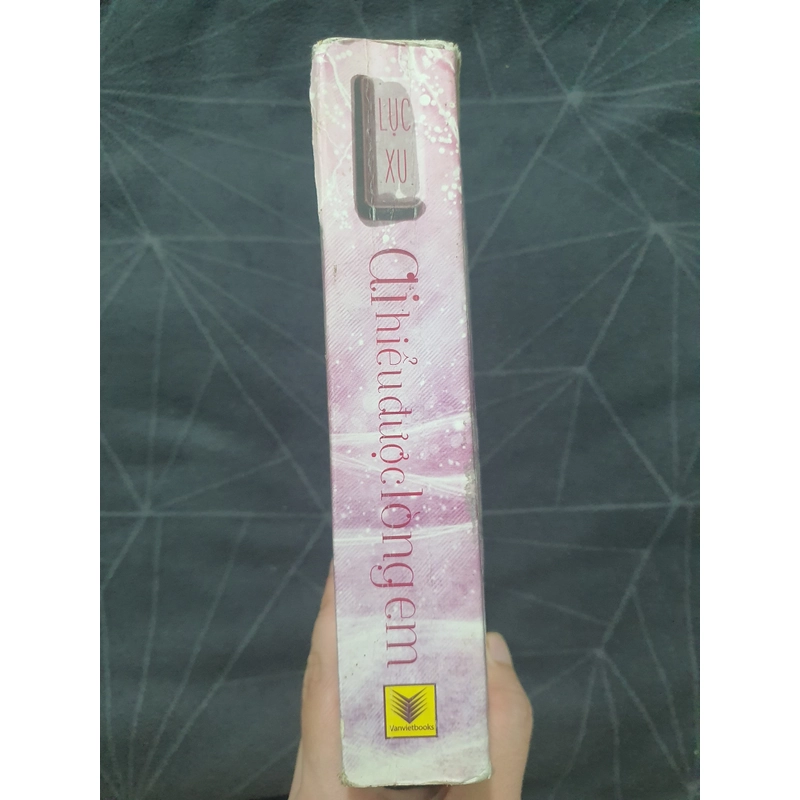 LỤC
XU
Ai hiểu được lòng em
Vanvietbooks